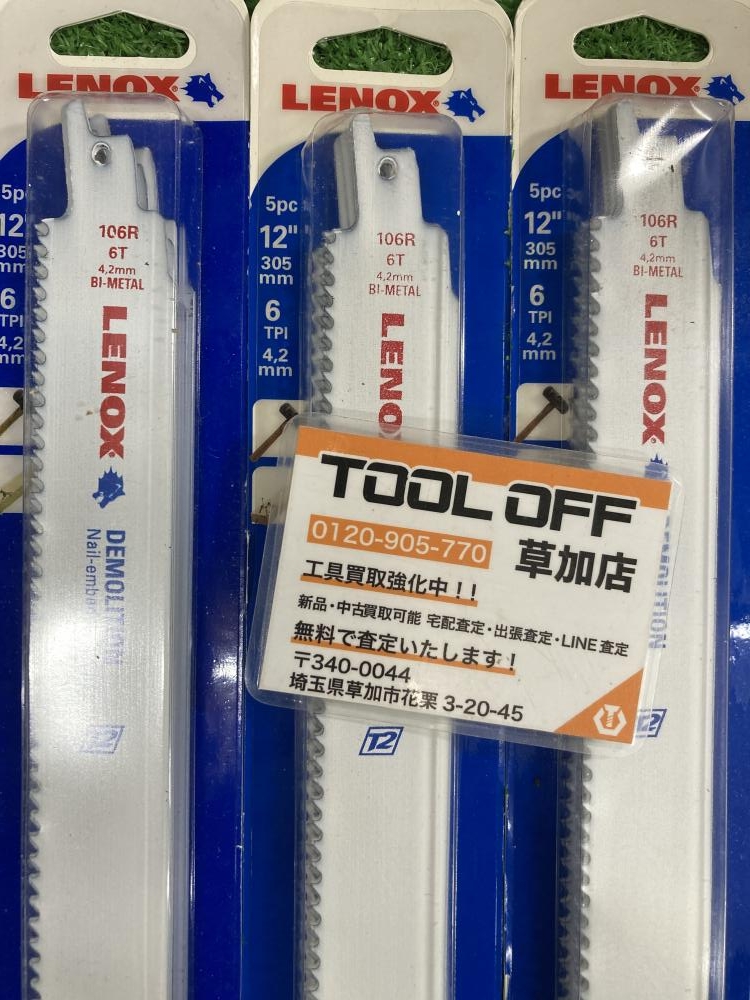 LENOX
5pc
12"
305
mm
6
TPI
4,2
mm
106R
6T
4,2mm
BI-METAL
LENOX
DEMOLITION
T2
LENOX
5pc
12"
305
mm
6
TPI
4,2
mm
106R
6T
4,2mm
BI-METAL
T2
LENOX
5pc
12"
305
mm
6
TPI
4,2
mm
106R
6T
4,2mm
BI-METAL
LENOX
TOOL OFF
0120-905-770 草加店
工具買取強化中！！
新品・中古買取可能 宅配査定・出張査定・LINE査定
無料で査定いたします！
〒340-0044
埼玉県草加市花栗 3-20-45